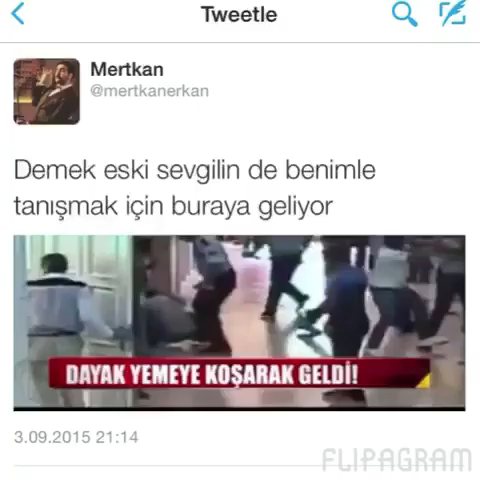 Tweetle
Mertkan
@mertkanerkan
Demek eski sevgilin de benimle
tanışmak için buraya geliyor
DAYAK YEMEYE KOŞARAK GELDİ!
3.09.2015 21:14
FLIPAGRAM